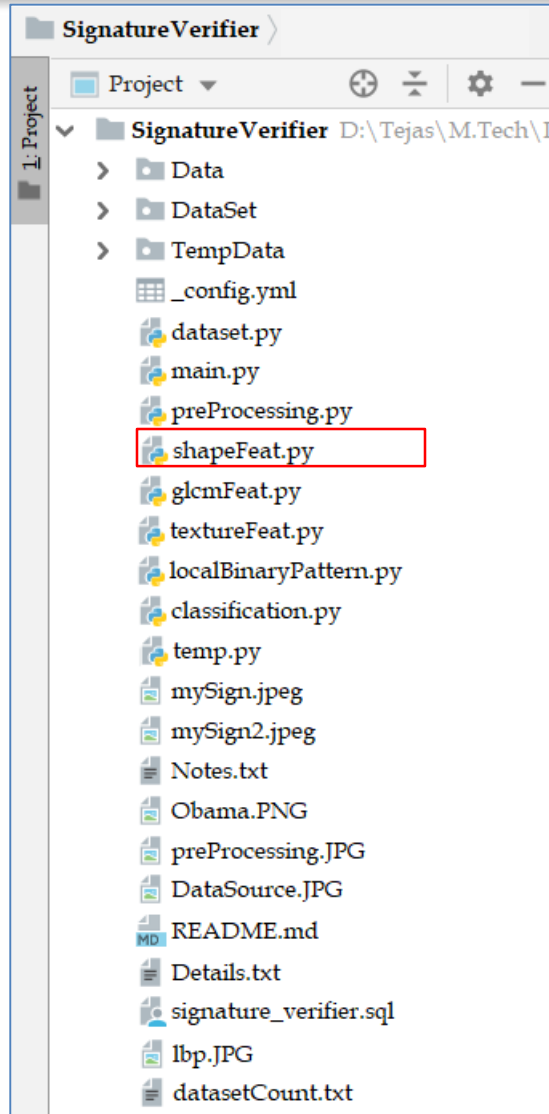 SignatureVerifier
1: Project
Project
SignatureVerifier D:\Tejas\M.Tech\
Data
DataSet
TempData
_config.yml
dataset.py
main.py
preProcessing.py
shapeFeat.py
glcmFeat.py
textureFeat.py
localBinaryPattern.py
classification.py
temp.py
mySign.jpeg
mySign2.jpeg
Notes.txt
Obama.PNG
preProcessing.JPG
DataSource.JPG
MD README.md
Details.txt
signature_verifier.sql
lbp.JPG
datasetCount.txt